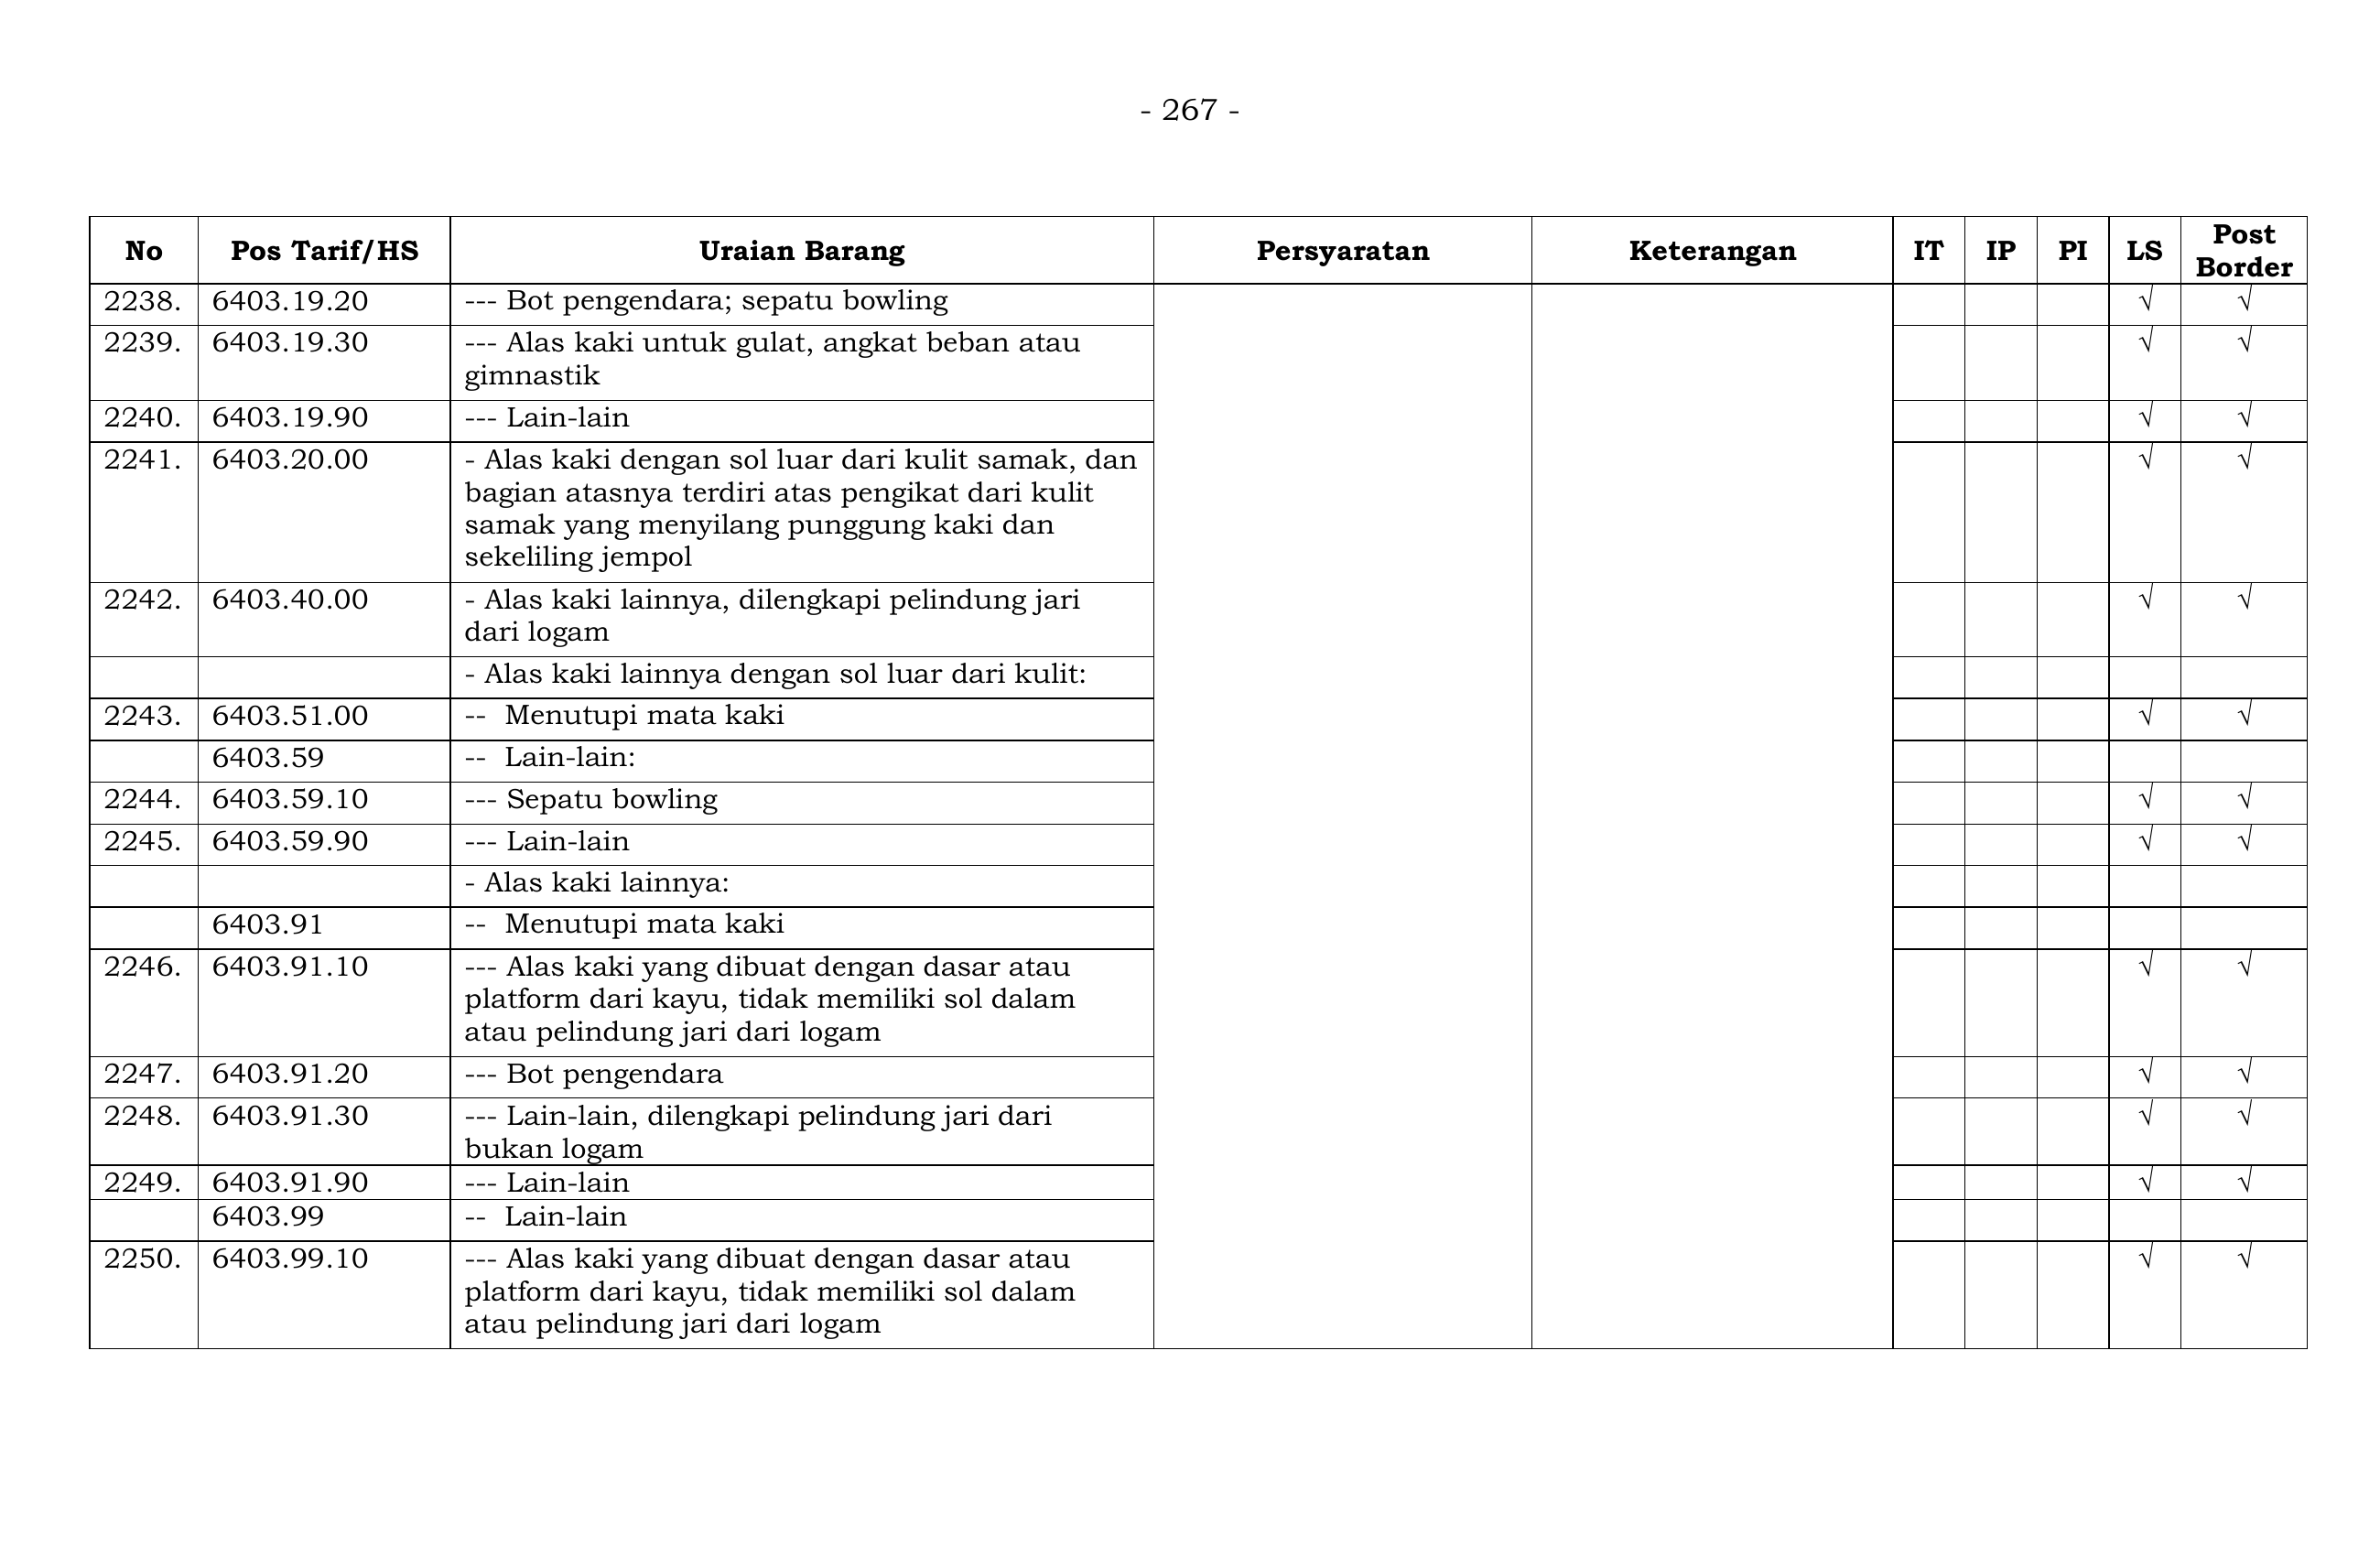 - 267 -
No Pos Tarif/HS Uraian Barang Persyaratan Keterangan IT IP PI LS Post Border
2238. 6403.19.20 --- Bot pengendara; sepatu bowling √ √
2239. 6403.19.30 --- Alas kaki untuk gulat, angkat beban atau √ √
gimnastik
2240. 6403.19.90 --- Lain-lain √ √
2241. 6403.20.00 - Alas kaki dengan sol luar dari kulit samak, dan √ √
bagian atasnya terdiri atas pengikat dari kulit
samak yang menyilang punggung kaki dan
sekeliling jempol
2242. 6403.40.00 - Alas kaki lainnya, dilengkapi pelindung jari √ √
dari logam
- Alas kaki lainnya dengan sol luar dari kulit:
2243. 6403.51.00 -- Menutupi mata kaki √ √
6403.59 -- Lain-lain:
2244. 6403.59.10 --- Sepatu bowling √ √
2245. 6403.59.90 --- Lain-lain √ √
- Alas kaki lainnya:
6403.91 -- Menutupi mata kaki
2246. 6403.91.10 --- Alas kaki yang dibuat dengan dasar atau √ √
platform dari kayu, tidak memiliki sol dalam
atau pelindung jari dari logam
2247. 6403.91.20 --- Bot pengendara √ √
2248. 6403.91.30 --- Lain-lain, dilengkapi pelindung jari dari √ √
bukan logam
2249. 6403.91.90 --- Lain-lain √ √
6403.99 -- Lain-lain
2250. 6403.99.10 --- Alas kaki yang dibuat dengan dasar atau √ √
platform dari kayu, tidak memiliki sol dalam
atau pelindung jari dari logam